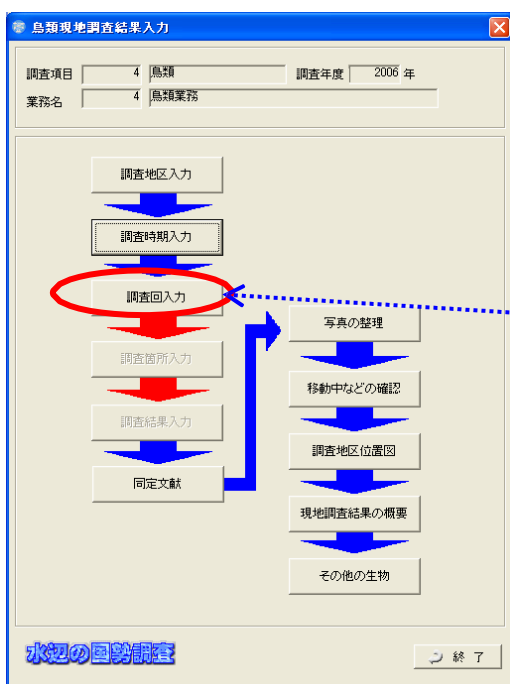 鳥類現地調査結果入力
調査項目 4 鳥類 調査年度 2006 年
業務名 4 鳥類業務
調査地区入力
調査時期入力
調査回入力
調査箇所入力
調査結果入力
同定文献
写真の整理
移動中などの確認
調査地区位置図
現地調査結果の概要
その他の生物
水辺の国勢調査
終 了